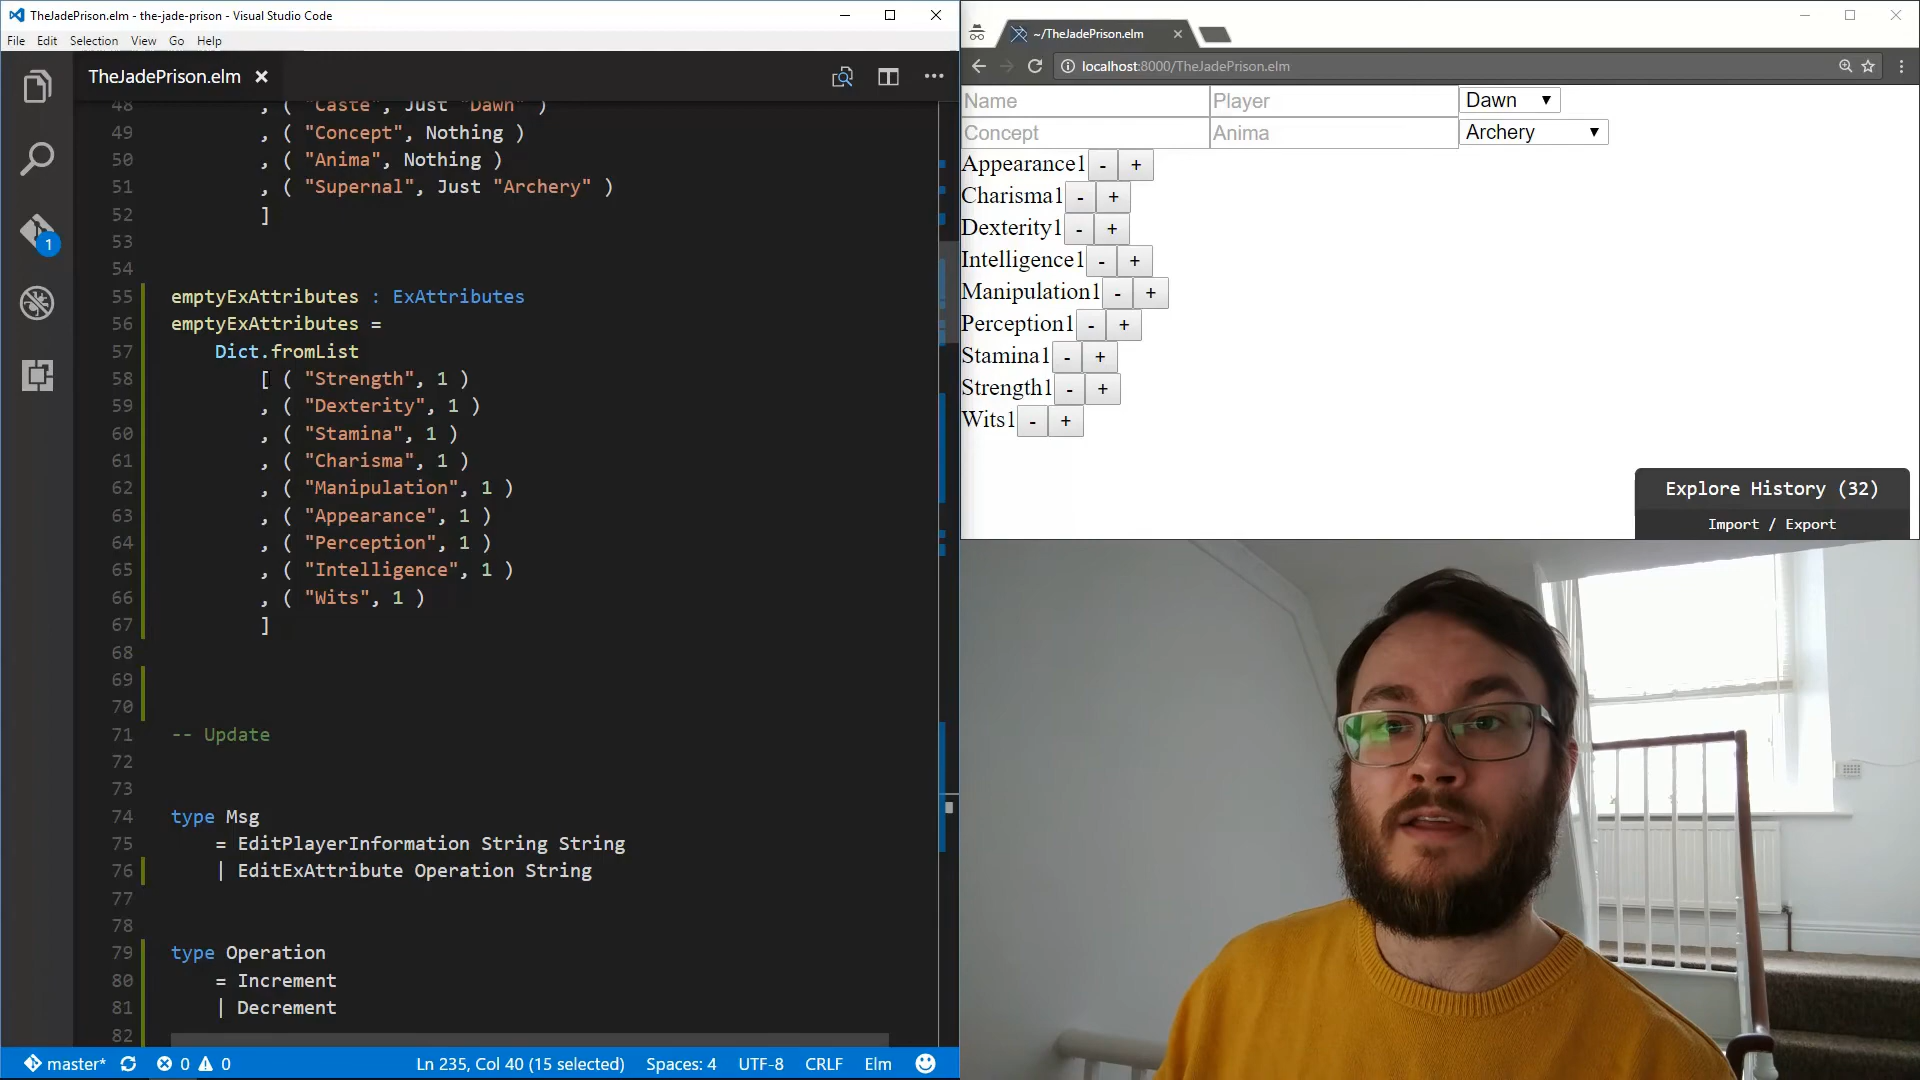 TheJadePrison.elm - the-jade-prison - Visual Studio Code
File Edit Selection View Go Help
TheJadePrison.elm
48 , ( "Caste", Just "Dawn" )
49 , ( "Concept", Nothing )
50 , ( "Anima", Nothing )
51 , ( "Supernal", Just "Archery" )
52 ]
53
54
55 emptyExAttributes : ExAttributes
56 emptyExAttributes =
57 Dict.fromList
58 [ ( "Strength", 1 )
59 , ( "Dexterity", 1 )
60 , ( "Stamina", 1 )
61 , ( "Charisma", 1 )
62 , ( "Manipulation", 1 )
63 , ( "Appearance", 1 )
64 , ( "Perception", 1 )
65 , ( "Intelligence", 1 )
66 , ( "Wits", 1 )
67 ]
68
69
70
71 -- Update
72
73
74 type Msg
75 = EditPlayerInformation String String
76 | EditExAttribute Operation String
77
78
79 type Operation
80 = Increment
81 | Decrement
82
1
master* 0 0 Ln 235, Col 40 (15 selected) Spaces: 4 UTF-8 CRLF Elm
~/TheJadePrison.elm
localhost:8000/TheJadePrison.elm
Name Player Dawn
Concept Anima Archery
Appearance1 - +
Charisma1 - +
Dexterity1 - +
Intelligence1 - +
Manipulation1 - +
Perception1 - +
Stamina1 - +
Strength1 - +
Wits1 - +
Explore History (32)
Import / Export